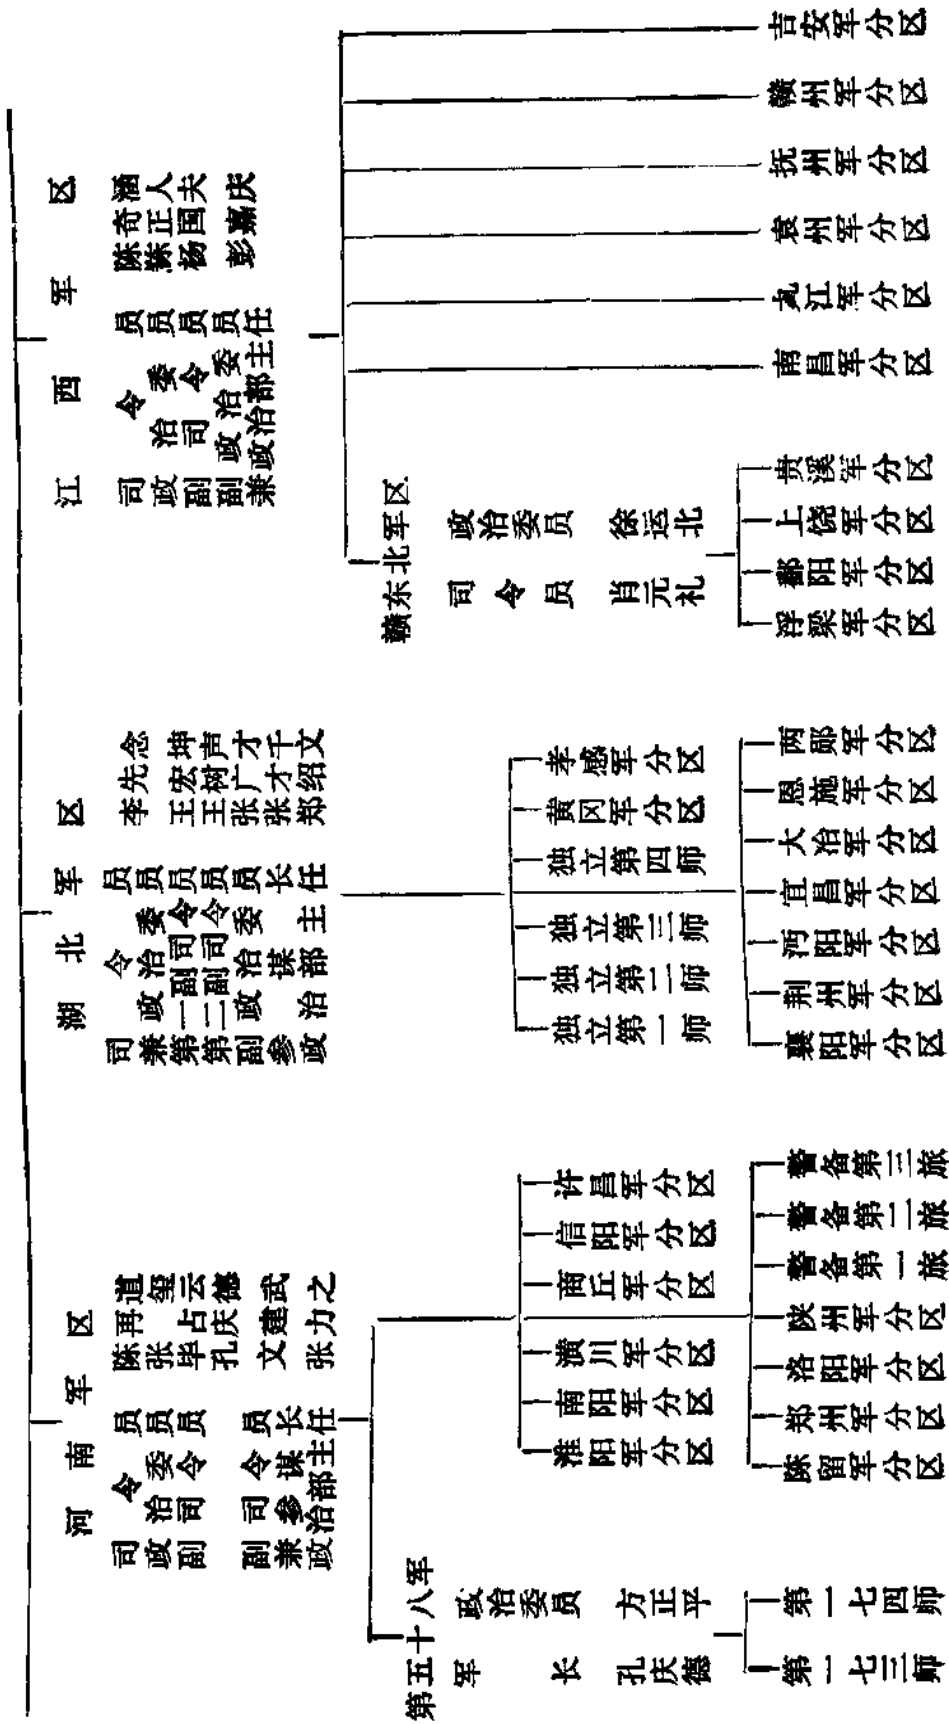 河南军区
司令员 陈再道
政治委员 张玺
副司令员 毕占云
孔庆德
副司令员
兼参谋长 文建武
政治部主任 张力之
第五十八军
军长 孔庆德
政治委员 方正平
第一七三师
第一七四师
淮阳军分区
南阳军分区
潢川军分区
商丘军分区
信阳军分区
许昌军分区
陈留军分区
郑州军分区
洛阳军分区
陕州军分区
警备第一旅
警备第二旅
警备第三旅
湖北军区
司令员
兼政治委员 李先念
第一副司令员 王宏坤
第二副司令员 王树声
副政治委员 张广才
参谋长 张才千
政治部主任 郑绍文
独立第一师
独立第二师
独立第三师
独立第四师
黄冈军分区
孝感军分区
襄阳军分区
荆州军分区
沔阳军分区
宜昌军分区
大冶军分区
恩施军分区
两郧军分区
江西军区
司令员 陈奇涵
政治委员 陈正人
副司令员 杨国夫
副政治委员
兼政治部主任 彭嘉庆
赣东北军区
司令员 肖元礼
政治委员 徐运北
浮梁军分区
鄱阳军分区
上饶军分区
贵溪军分区
南昌军分区
九江军分区
袁州军分区
抚州军分区
赣州军分区
吉安军分区